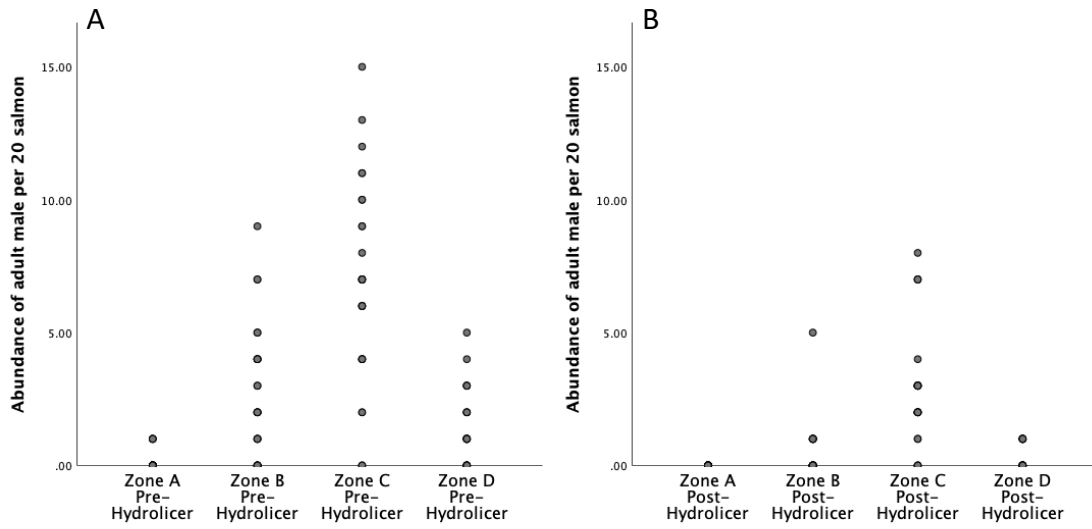 A
Abundance of adult male per 20 salmon
15.00
10.00
5.00
.00
Zone A
Pre-
Hydrolicer
Zone B
Pre-
Hydrolicer
Zone C
Pre-
Hydrolicer
Zone D
Pre-
Hydrolicer
B
Abundance of adult male per 20 salmon
15.00
10.00
5.00
.00
Zone A
Post-
Hydrolicer
Zone B
Post-
Hydrolicer
Zone C
Post-
Hydrolicer
Zone D
Post-
Hydrolicer